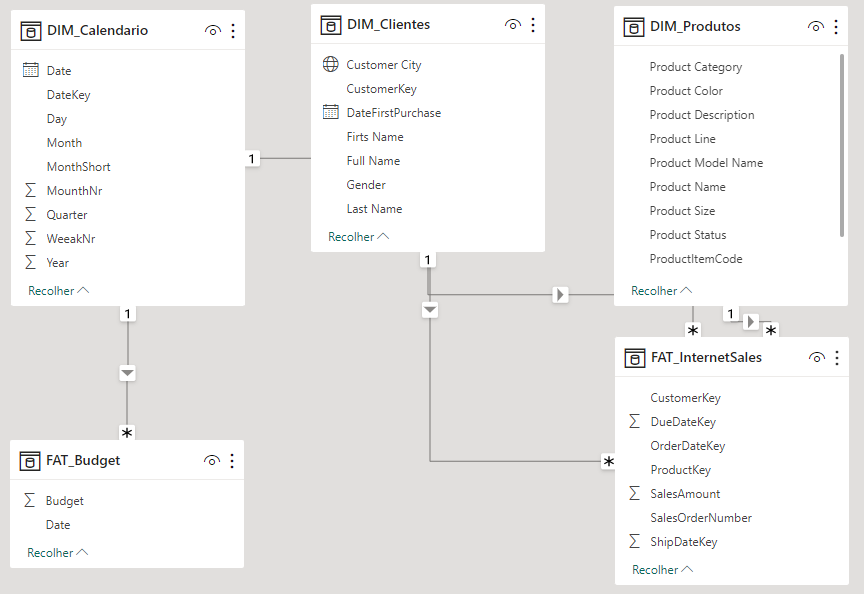 DIM_Calendario
Date
DateKey
Day
Month
MonthShort
MounthNr
Quarter
WeeakNr
Year
Recolher
1
1
*
DIM_Clientes
Customer City
CustomerKey
DateFirstPurchase
Firts Name
Full Name
Gender
Last Name
Recolher
1
DIM_Produtos
Product Category
Product Color
Product Description
Product Line
Product Model Name
Product Name
Product Size
Product Status
ProductItemCode
Recolher
1
*
*
*
FAT_Budget
Budget
Date
Recolher
FAT_InternetSales
CustomerKey
DueDateKey
OrderDateKey
ProductKey
SalesAmount
SalesOrderNumber
ShipDateKey
Recolher